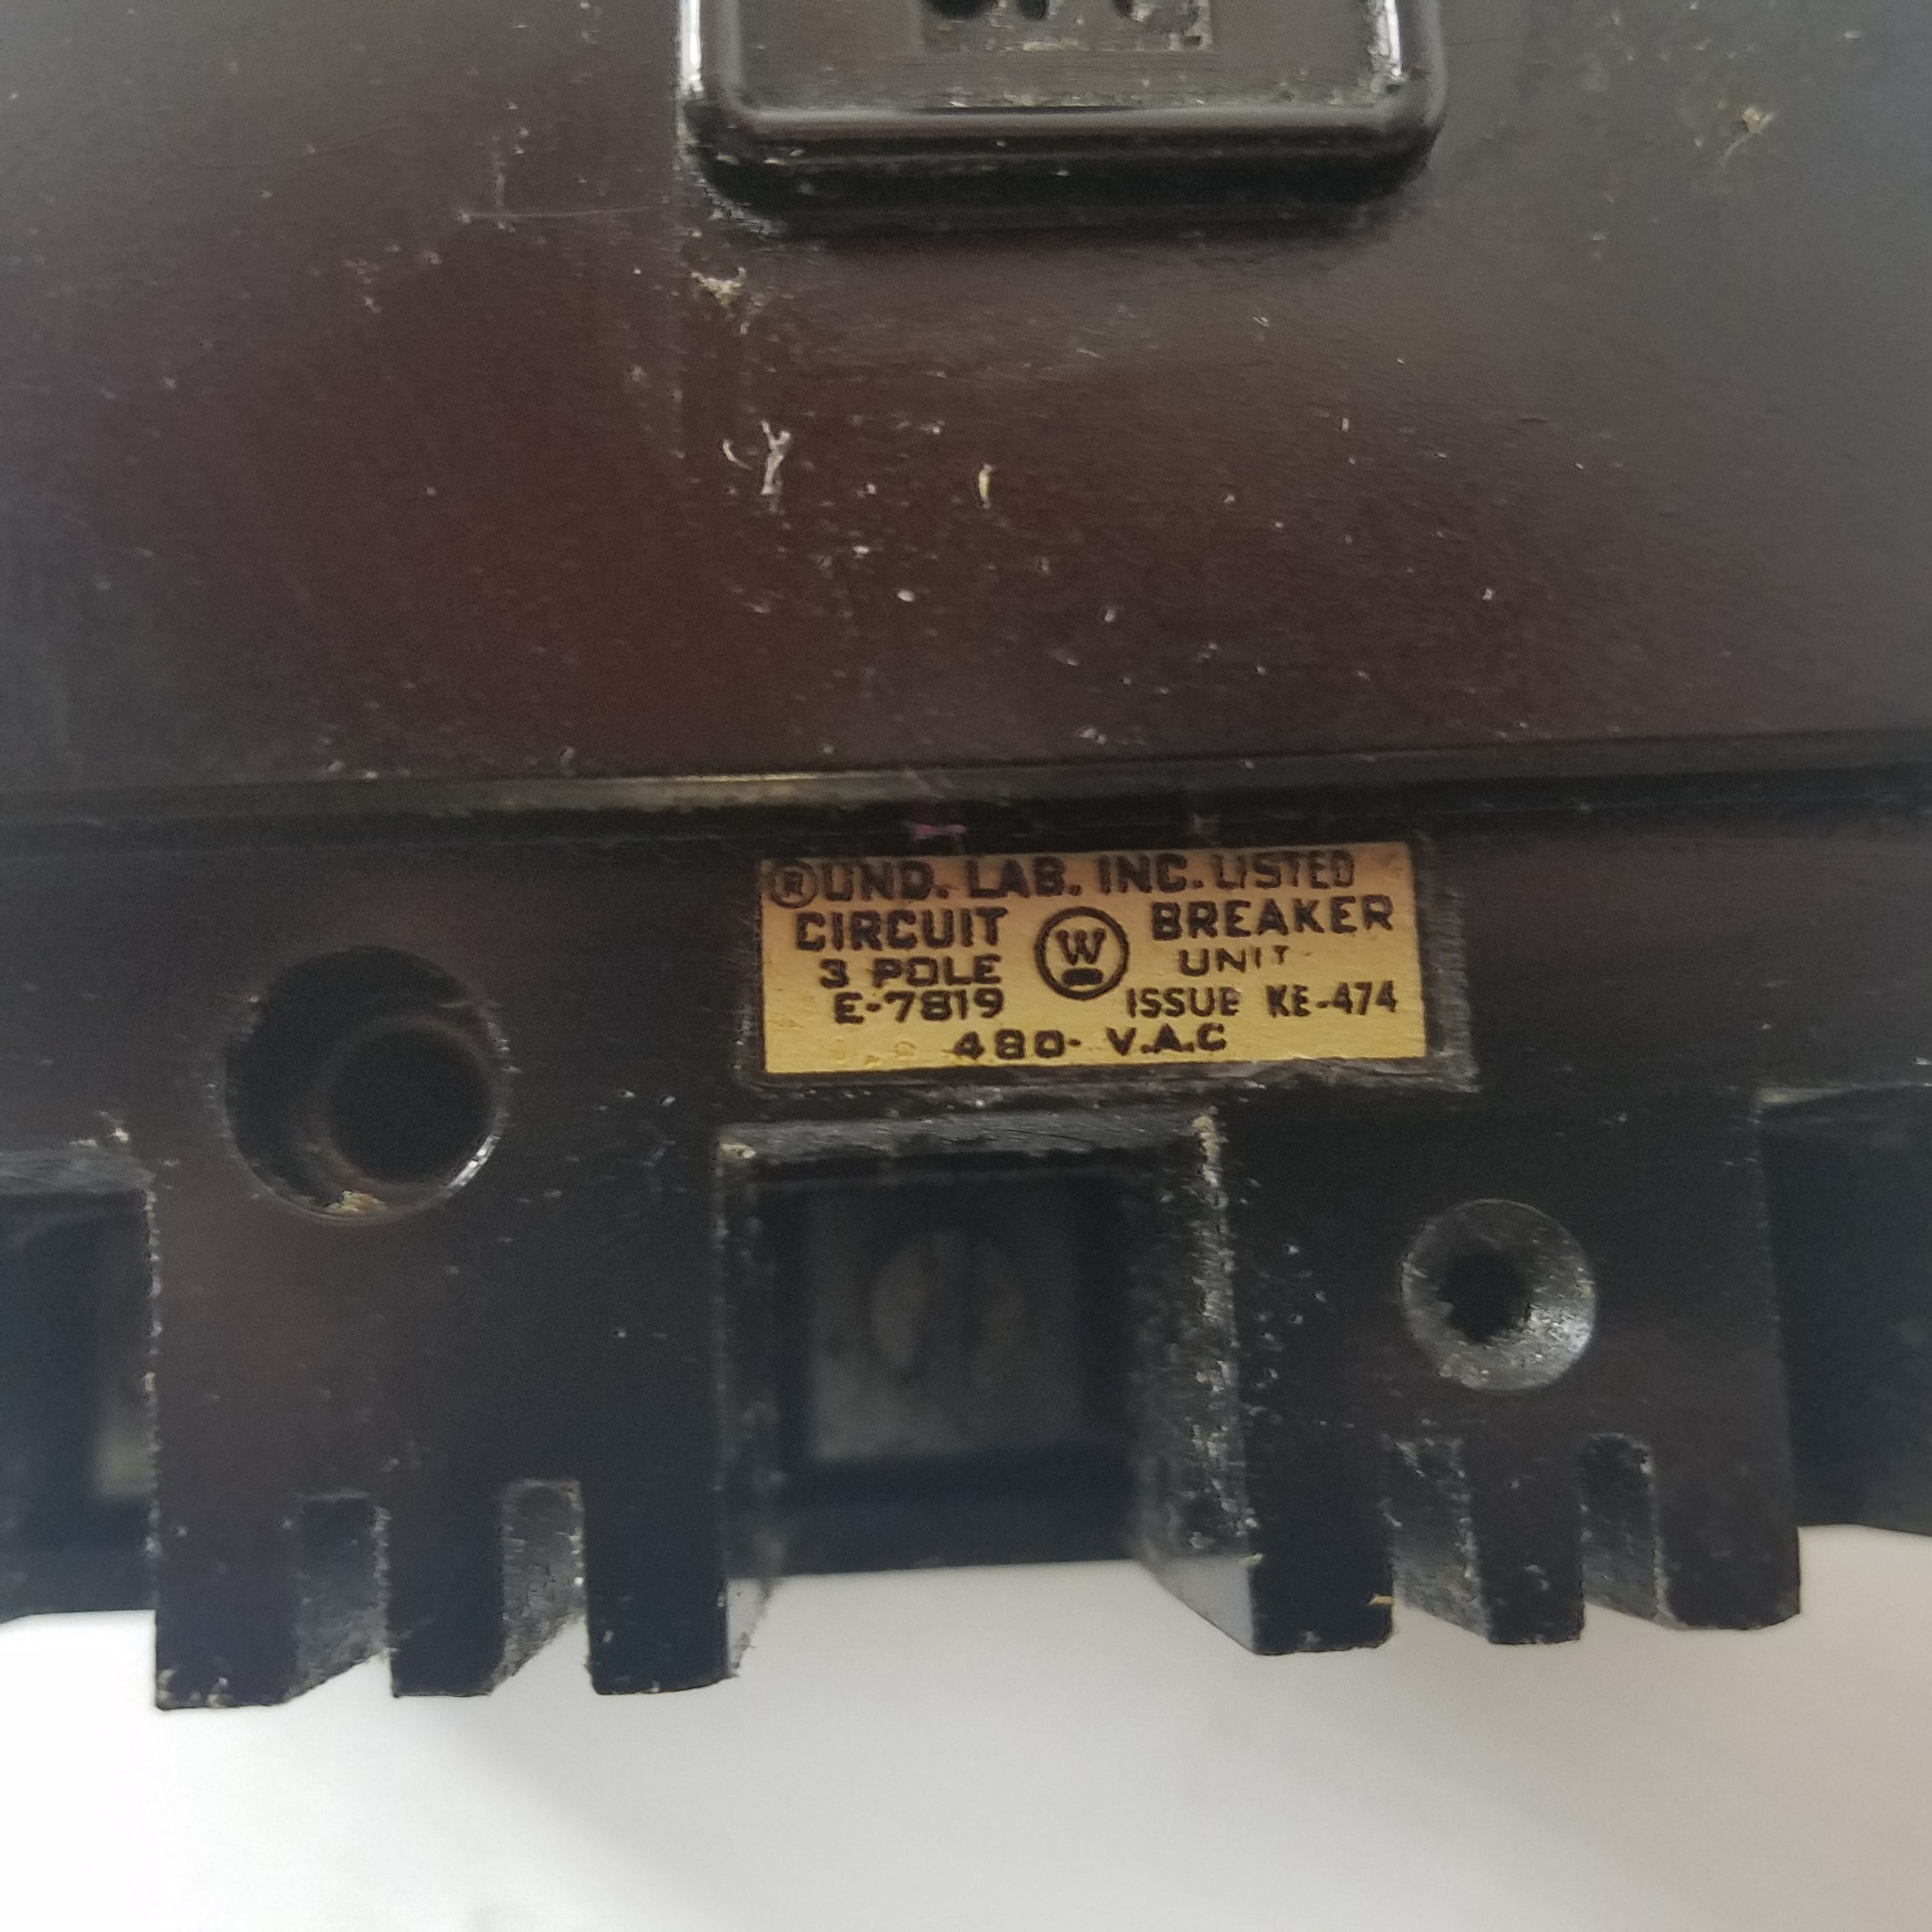 ® UND. LAB. INC. LISTED
CIRCUIT W BREAKER
3 POLE UNIT
E-7819 ISSUE KE-474
480- V.A.C